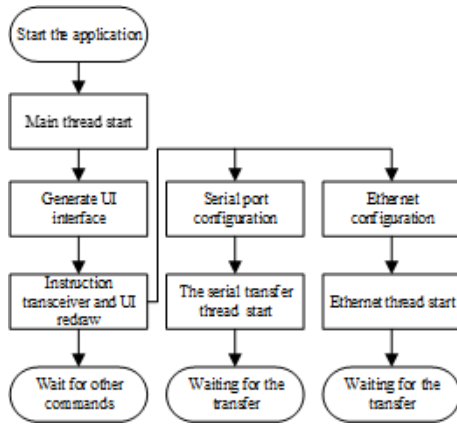 Start the application
Main thread start
Generate UI
interface
Serial port
configuration
Ethernet
configuration
Instruction
transceiver and UI
redraw
The serial transfer
thread start
Ethernet thread start
Wait for other
commands
Waiting for the
transfer
Waiting for the
transfer